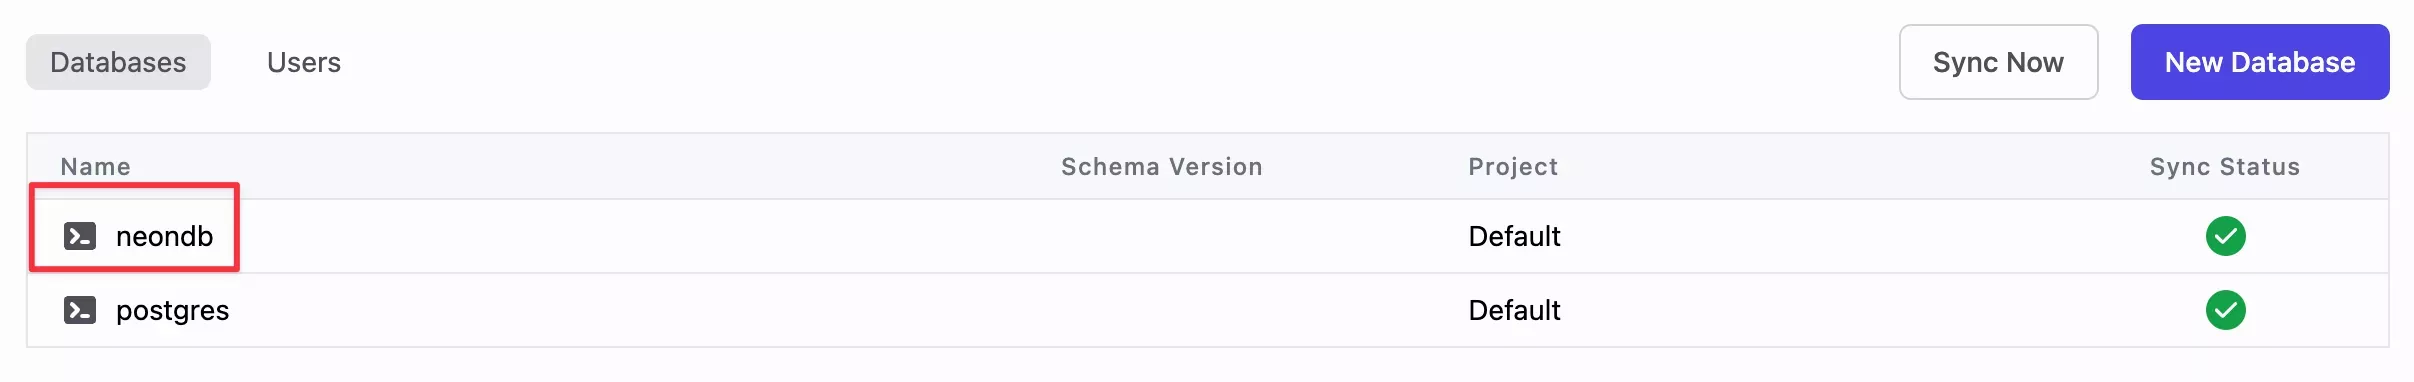 Databases Users Sync Now New Database
Name Schema Version Project Sync Status
neondb Default
postgres Default